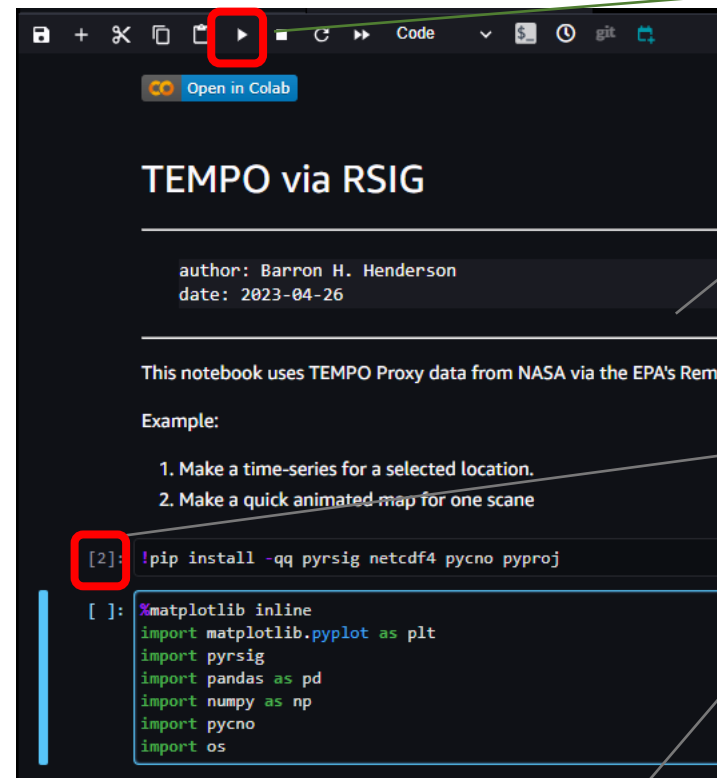 Code
$_
git
CO Open in Colab
TEMPO via RSIG
author: Barron H. Henderson
date: 2023-04-26
This notebook uses TEMPO Proxy data from NASA via the EPA's Rem
Example:
1. Make a time-series for a selected location.
2. Make a quick animated map for one scane
[2]: !pip install -qq pyrsig netcdf4 pycno pyproj
[ ]: %matplotlib inline
import matplotlib.pyplot as plt
import pyrsig
import pandas as pd
import numpy as np
import pycno
import os